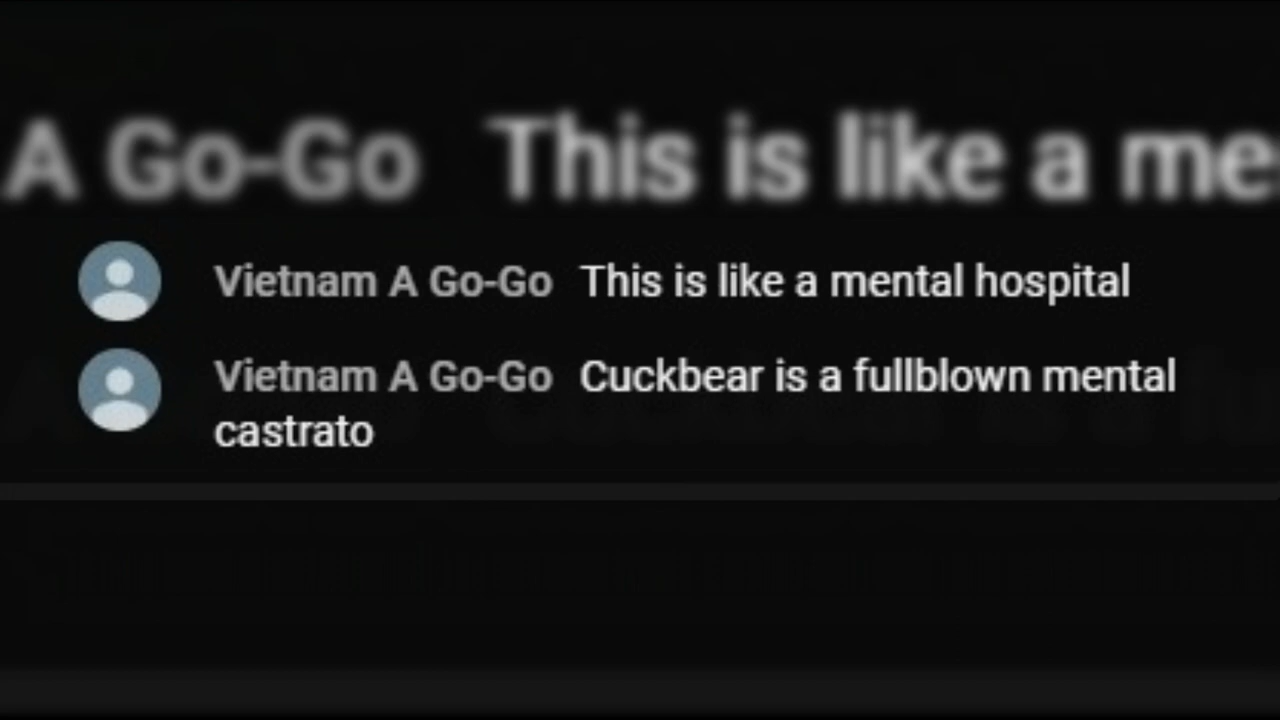 A Go-Go This is like a me
Vietnam A Go-Go This is like a mental hospital
Vietnam A Go-Go Cuckbear is a fullblown mental
castrato